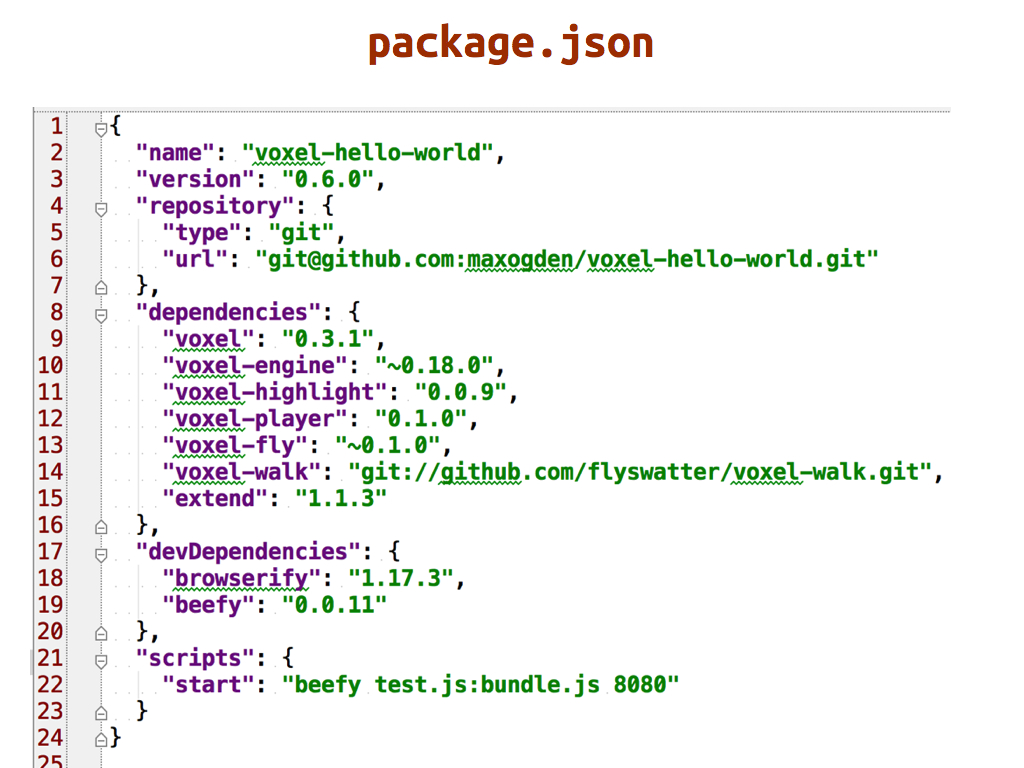 package.json
1 {
2 "name": "voxel-hello-world",
3 "version": "0.6.0",
4 "repository": {
5 "type": "git",
6 "url": "git@github.com:maxogden/voxel-hello-world.git"
7 },
8 "dependencies": {
9 "voxel": "0.3.1",
10 "voxel-engine": "~0.18.0",
11 "voxel-highlight": "0.0.9",
12 "voxel-player": "0.1.0",
13 "voxel-fly": "~0.1.0",
14 "voxel-walk": "git://github.com/flyswatter/voxel-walk.git",
15 "extend": "1.1.3"
16 },
17 "devDependencies": {
18 "browserify": "1.17.3",
19 "beefy": "0.0.11"
20 },
21 "scripts": {
22 "start": "beefy test.js:bundle.js 8080"
23 }
24 }
25